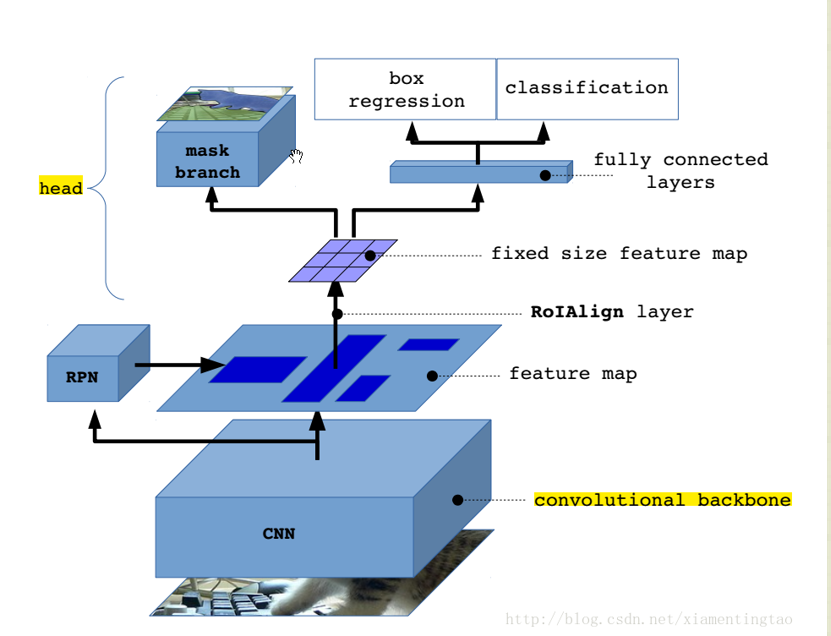 box
regression
classification
mask
branch
fully connected
layers
head
fixed size feature map
RoIAlign layer
RPN
feature map
convolutional backbone
CNN
http://blog.csdn.net/xiamentingtao